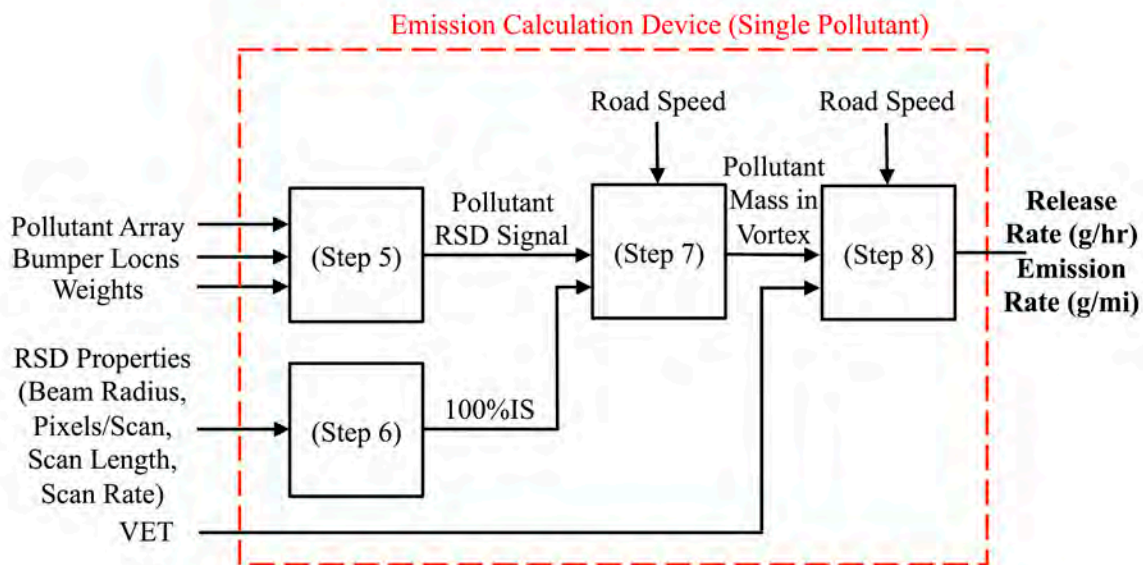 Emission Calculation Device (Single Pollutant)
Road Speed
Road Speed
Pollutant Array
Bumper Locns
Weights
(Step 5)
Pollutant
RSD Signal
(Step 7)
Pollutant
Mass in
Vortex
(Step 8)
Release
Rate (g/hr)
Emission
Rate (g/mi)
RSD Properties
(Beam Radius,
Pixels/Scan,
Scan Length,
Scan Rate)
(Step 6)
100%IS
VET